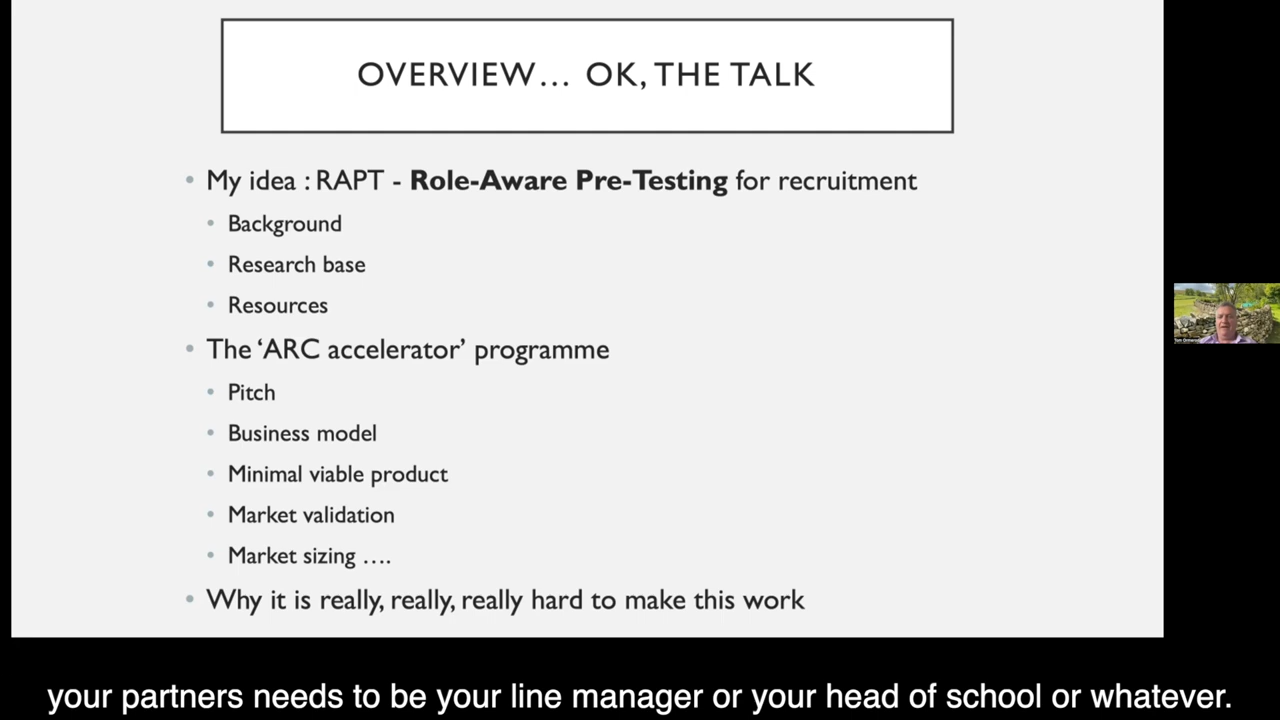 OVERVIEW... OK, THE TALK
My idea : RAPT - Role-Aware Pre-Testing for recruitment
Background
Research base
Resources
The ‘ARC accelerator’ programme
Pitch
Business model
Minimal viable product
Market validation
Market sizing ....
Why it is really, really, really hard to make this work
your partners needs to be your line manager or your head of school or whatever.